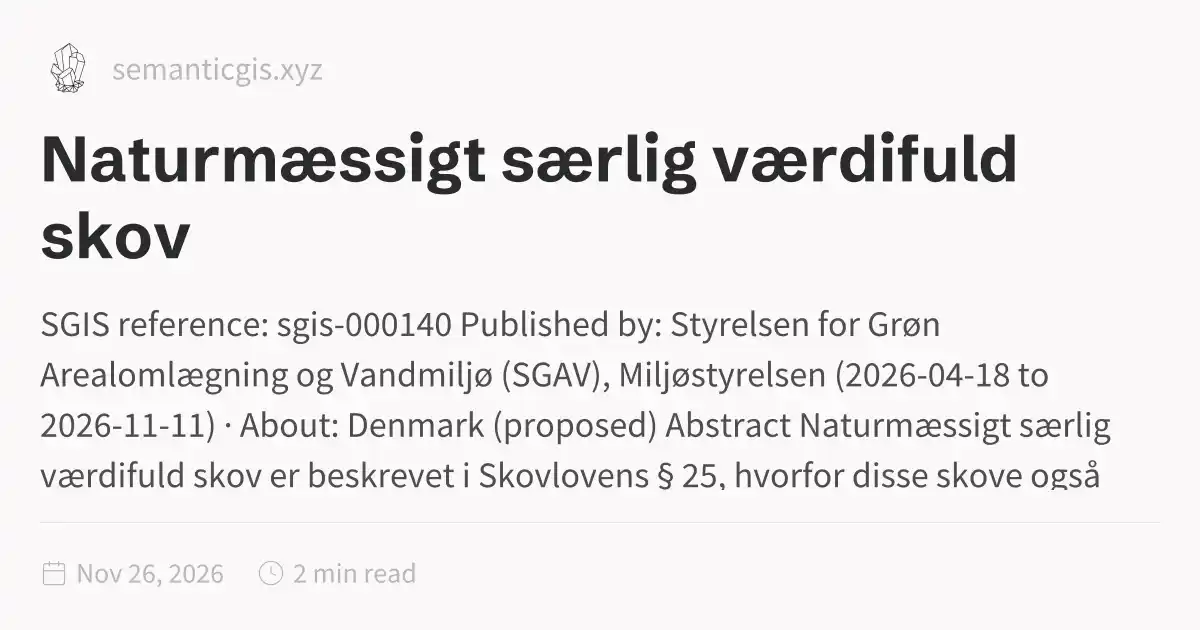 semanticgis.xyz
Naturmæssigt særlig værdifuld
skov
SGIS reference: sgis-000140 Published by: Styrelsen for Grøn
Arealomlægning og Vandmiljø (SGAV), Miljøstyrelsen (2026-04-18 to
2026-11-11) · About: Denmark (proposed) Abstract Naturmæssigt særlig
værdifuld skov er beskrevet i Skovlovens § 25, hvorfor disse skove også
Nov 26, 2026
2 min read